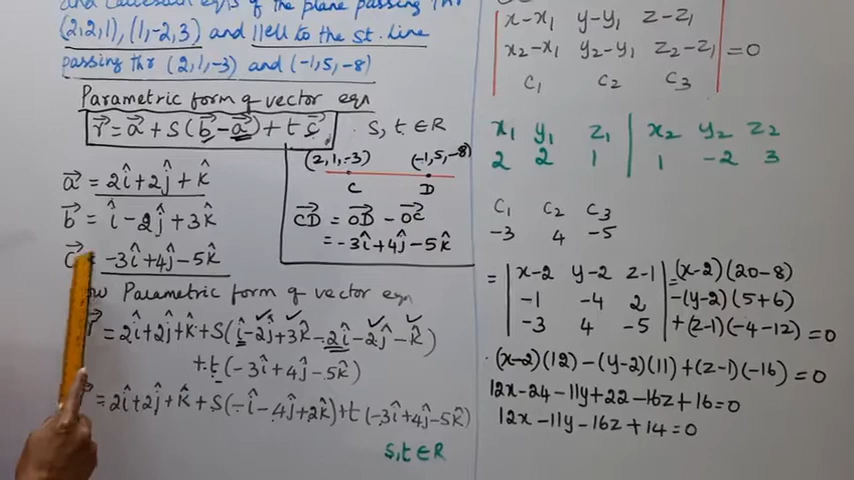 and Cartesian eqns of the plane passing thr
(2,2,1), (1,-2,3) and ||ell to the st. line
passing thr (2,1,-3) and (-1,5,-8)
Parametric form of vector eqn
r⃗ = a⃗ + s(b⃗ - a⃗) + t c⃗, s, t ∈ R
a⃗ = 2î+2ĵ+k̂
b⃗ = î-2ĵ+3k̂
c⃗ = -3î+4ĵ-5k̂
(2,1,-3) (-1,5,-8)
C D
CD⃗ = OD⃗ - OC⃗
= -3î+4ĵ-5k̂
Parametric form of vector eqn
r⃗ = 2î+2ĵ+k̂+s(î-2ĵ+3k̂-2î-2ĵ-k̂)
+t(-3î+4ĵ-5k̂)
= 2î+2ĵ+k̂+s(-î-4ĵ+2k̂)+t(-3î+4ĵ-5k̂)
s,t ∈ R
| x-x₁ y-y₁ z-z₁ |
| x₂-x₁ y₂-y₁ z₂-z₁ | = 0
| c₁ c₂ c₃ |
x₁ y₁ z₁ | x₂ y₂ z₂
2 2 1 | 1 -2 3
c₁ c₂ c₃
-3 4 -5
= | x-2 y-2 z-1 | = (x-2)(20-8)
| -1 -4 2 | -(y-2)(5+6)
| -3 4 -5 | +(z-1)(-4-12) = 0
(x-2)(12) - (y-2)(11) + (z-1)(-16) = 0
12x-24-11y+22-16z+16=0
12x-11y-16z+14=0